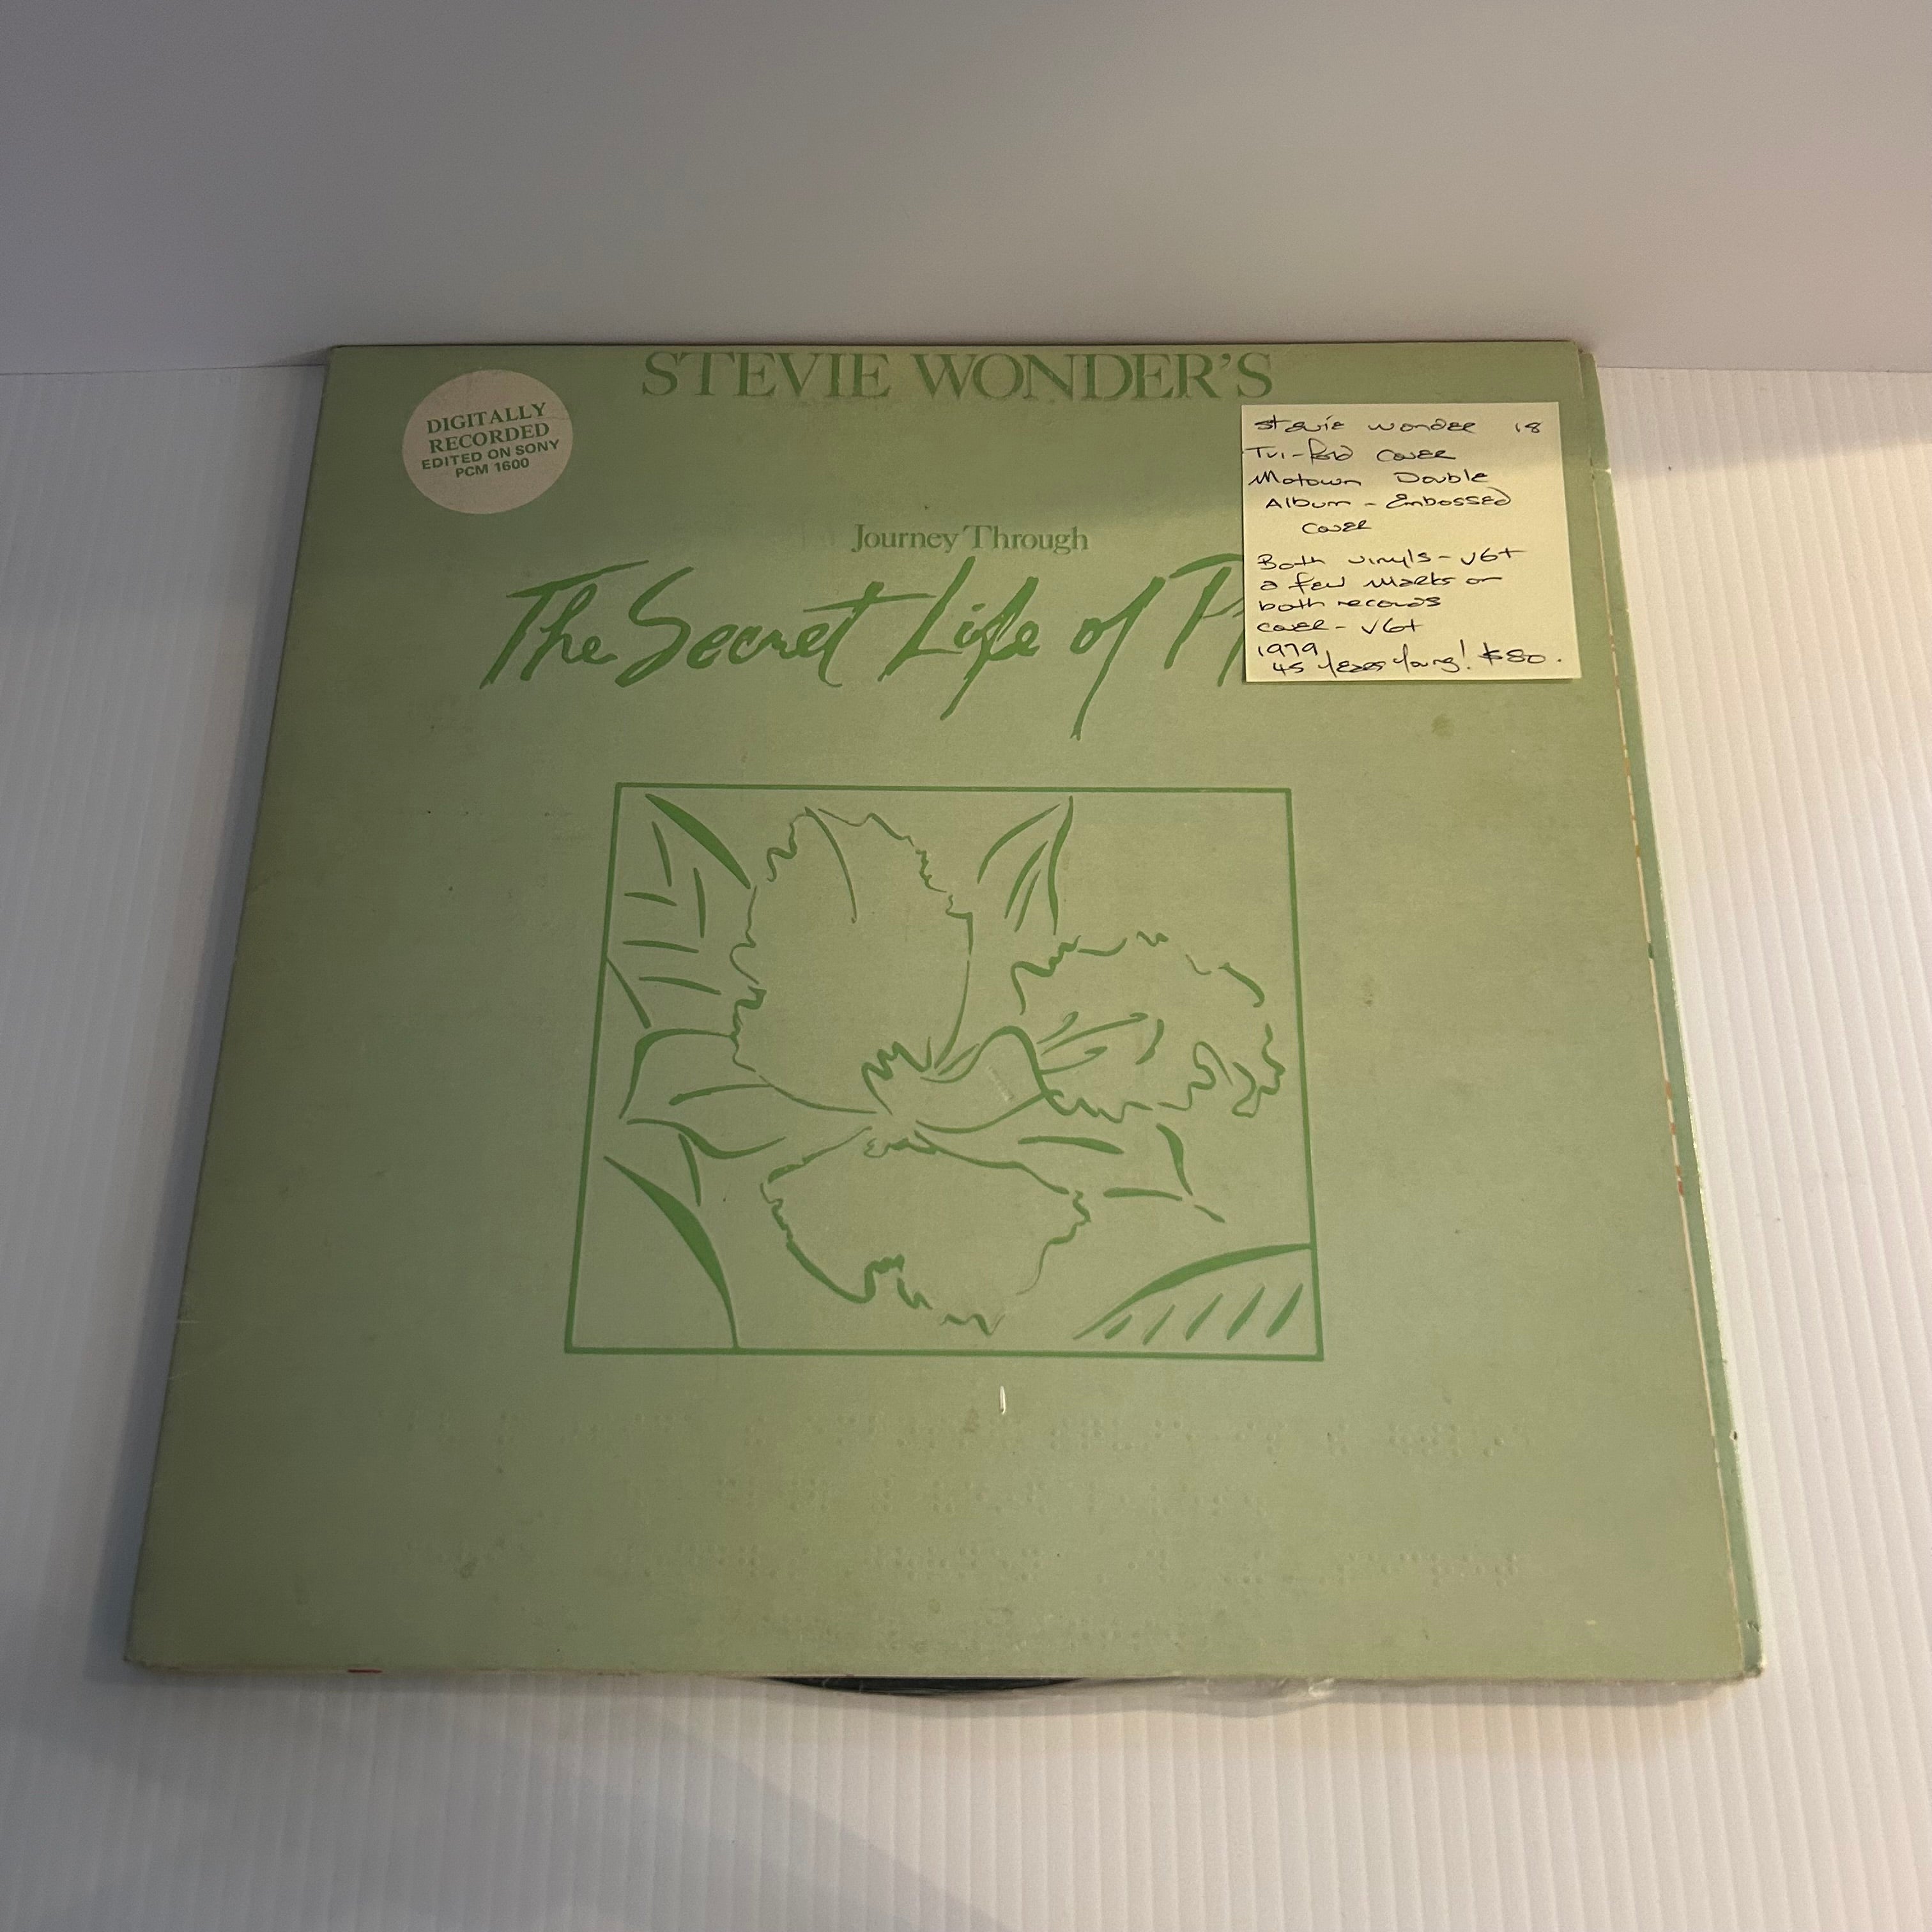 STEVIE WONDER'S
DIGITALLY
RECORDED
EDITED ON SONY
PCM 1600
Journey Through
The Secret Life of
Stevie Wonder 18
Tri-fold Cover
Motown Double
Album - Embossed
Cover
Both vinyls - VG+
a few marks on
both records
Cover - VG+
1979
45 years young! $80.